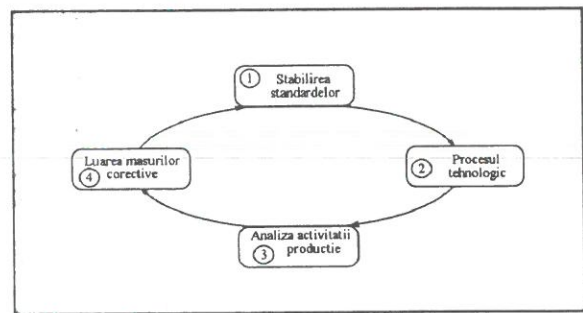 1 Stabilirea
standardelor
2 Procesul
tehnologic
Analiza activitatii
3 productie
Luarea masurilor
4 corective